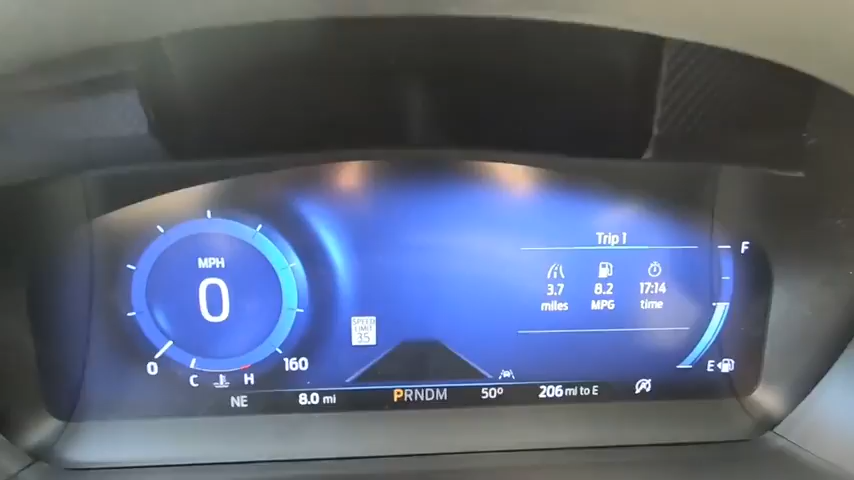 Trip 1
F
MPH
0
3.7
miles
8.2
MPG
17:14
time
SPEED
LIMIT
35
0
160
C
H
E
NE
8.0 mi
PRNDM
50°
206 mi to E